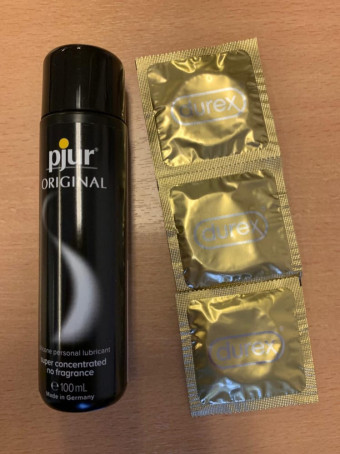 pjur
ORIGINAL
personal lubricant
super concentrated
no fragrance
℮ 100mL
Made in Germany
durex
durex
durex